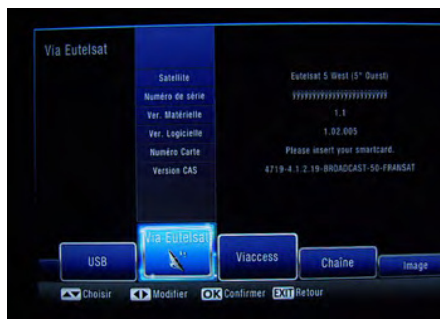 Via Eutelsat
Satellite Eutelsat 5 West (5° Ouest)
Numéro de série
Ver. Matérielle 1.1
Ver. Logicielle 1.02.005
Numéro Carte Please insert your smartcard.
Version CAS 4719-4.1.2.19-BROADCAST-50-FRANSAT
USB Via Eutelsat Viaccess Chaîne Image
Choisir Modifier OK Confirmer EXIT Retour